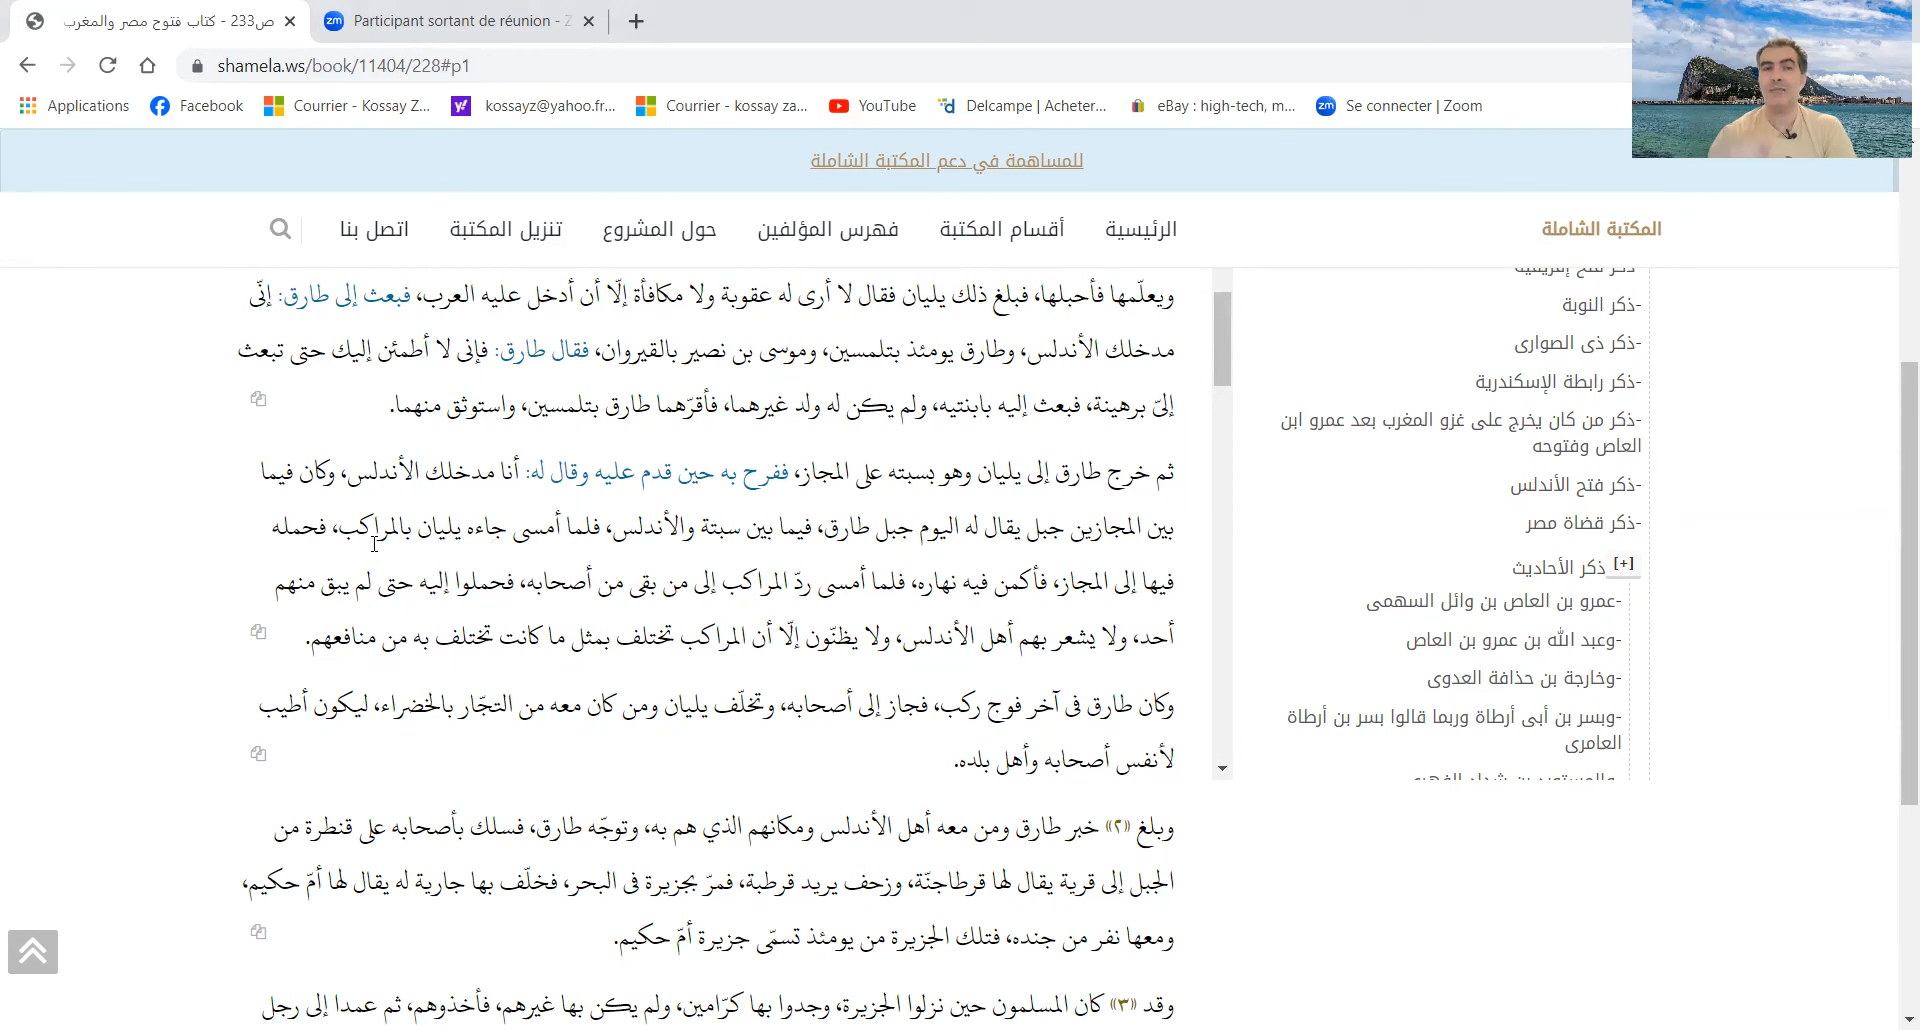 ص233 - كتاب فتوح مصر والمغرب
Participant sortant de réunion - Z
shamela.ws/book/11404/228#p1
Applications
Facebook
Courrier - Kossay Z...
kossayz@yahoo.fr...
Courrier - kossay za...
YouTube
Delcampe | Acheter...
eBay : high-tech, m...
Se connecter | Zoom
للمساهمة في دعم المكتبة الشاملة
المكتبة الشاملة
الرئيسية
أقسام المكتبة
فهرس المؤلفين
حول المشروع
تنزيل المكتبة
اتصل بنا
ويعلّمها فأحبلها، فبلغ ذلك يليان فقال لا أرى له عقوبة ولا مكافأة إلّا أن أدخل عليه العرب، فبعث إلى طارق: إنّى
مدخلك الأندلس، وطارق يومئذ بتلمسين، وموسى بن نصير بالقيروان، فقال طارق: فإنى لا أطمئن إليك حتى تبعث
إلىّ برهينة، فبعث إليه بابنتيه، ولم يكن له ولد غيرهما، فأقرّهما طارق بتلمسين، واستوثق منهما.
ثم خرج طارق إلى يليان وهو بسبته على المجاز، ففرح به حين قدم عليه وقال له: أنا مدخلك الأندلس، وكان فيما
بين المجازين جبل يقال له اليوم جبل طارق، فيما بين سبتة والأندلس، فلما أمسى جاءه يليان بالمراكب، فحمله
فيها إلى المجاز، فأكمن فيه نهاره، فلما أمسى ردّ المراكب إلى من بقى من أصحابه، فحملوا إليه حتى لم يبق منهم
أحد، ولا يشعر بهم أهل الأندلس، ولا يظنّون إلّا أن المراكب تختلف بمثل ما كانت تختلف به من منافعهم.
وكان طارق فى آخر فوج ركب، فجاز إلى أصحابه، وتخلّف يليان ومن كان معه من التجّار بالخضراء، ليكون أطيب
لأنفس أصحابه وأهل بلده.
وبلغ «٢» خبر طارق ومن معه أهل الأندلس ومكانهم الذي هم به، وتوجّه طارق، فسلك بأصحابه على قنطرة من
الجبل إلى قرية يقال لها قرطاجنّة، وزحف يريد قرطبة، فمرّ بجزيرة فى البحر، فخلّف بها جارية له يقال لها أمّ حكيم،
ومعها نفر من جنده، فتلك الجزيرة من يومئذ تسمّى جزيرة أمّ حكيم.
وقد «٣» كان المسلمون حين نزلوا الجزيرة، وجدوا بها كرّامين، ولم يكن بها غيرهم، فأخذوهم، ثم عمدا إلى رجل
-ذكر النوبة
-ذكر ذى الصوارى
-ذكر رابطة الإسكندرية
-ذكر من كان يخرج على غزو المغرب بعد عمرو ابن
العاص وفتوحه
-ذكر فتح الأندلس
-ذكر قضاة مصر
[+] ذكر الأحاديث
-عمرو بن العاص بن وائل السهمى
-وعبد الله بن عمرو بن العاص
-وخارجة بن حذافة العدوى
-وبسر بن أبى أرطاة وربما قالوا بسر بن أرطاة
العامرى